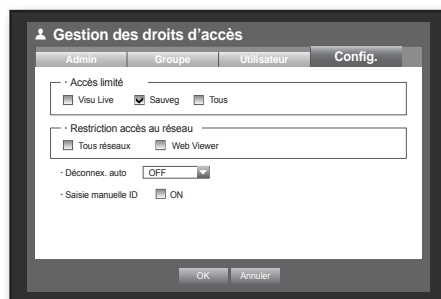 Gestion des droits d'accès
Admin Groupe Utilisateur Config.
· Accès limité
Visu Live Sauveg Tous
· Restriction accès au réseau
Tous réseaux Web Viewer
· Déconnex. auto OFF
· Saisie manuelle ID ON
OK Annuler